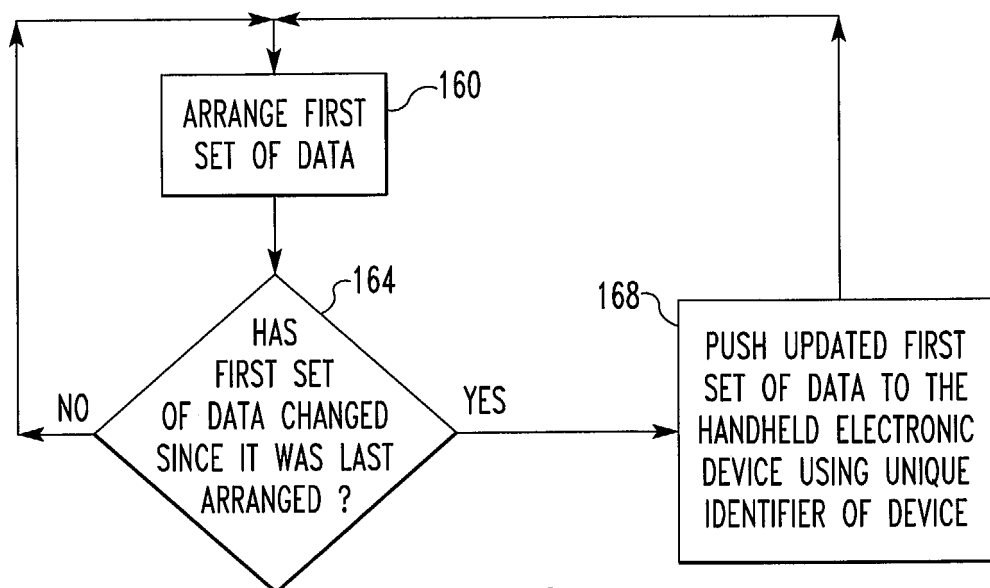 160
ARRANGE FIRST
SET OF DATA
164
HAS
FIRST SET
OF DATA CHANGED
SINCE IT WAS LAST
ARRANGED ?
NO
YES
168
PUSH UPDATED FIRST
SET OF DATA TO THE
HANDHELD ELECTRONIC
DEVICE USING UNIQUE
IDENTIFIER OF DEVICE